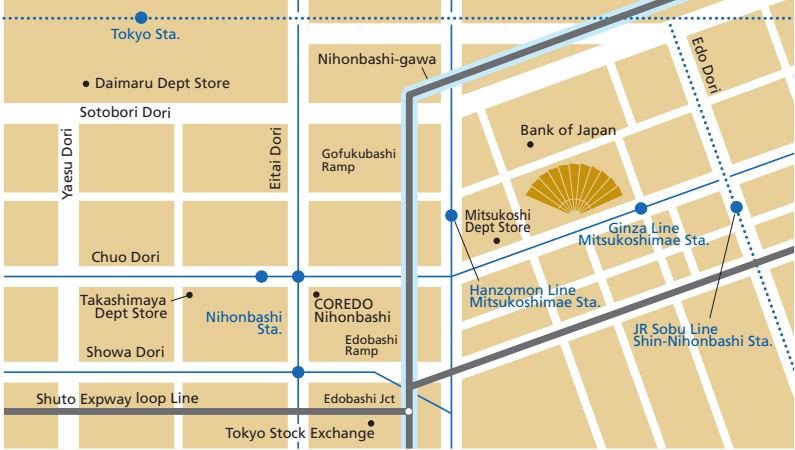 Tokyo Sta.
Edo Dori
Nihonbashi-gawa
Daimaru Dept Store
Sotobori Dori
Bank of Japan
Yaesu Dori
Eitai Dori
Gofukubashi
Ramp
Mitsukoshi
Dept Store
Ginza Line
Mitsukoshimae Sta.
Chuo Dori
Hanzomon Line
Mitsukoshimae Sta.
Takashimaya
Dept Store
Nihonbashi
Sta.
COREDO
Nihonbashi
JR Sobu Line
Shin-Nihonbashi Sta.
Edobashi
Ramp
Showa Dori
Shuto Expway loop Line
Edobashi Jct
Tokyo Stock Exchange